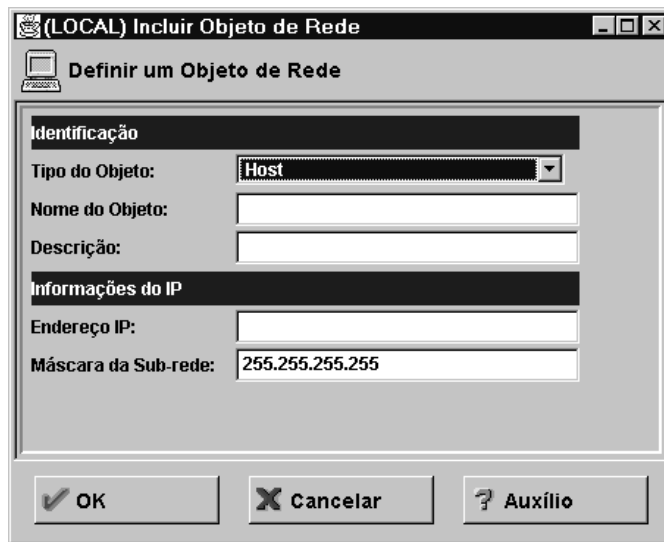 (LOCAL) Incluir Objeto de Rede
Definir um Objeto de Rede
Identificação
Tipo do Objeto: Host
Nome do Objeto:
Descrição:
Informações do IP
Endereço IP:
Máscara da Sub-rede: 255.255.255.255
OK Cancelar Auxílio